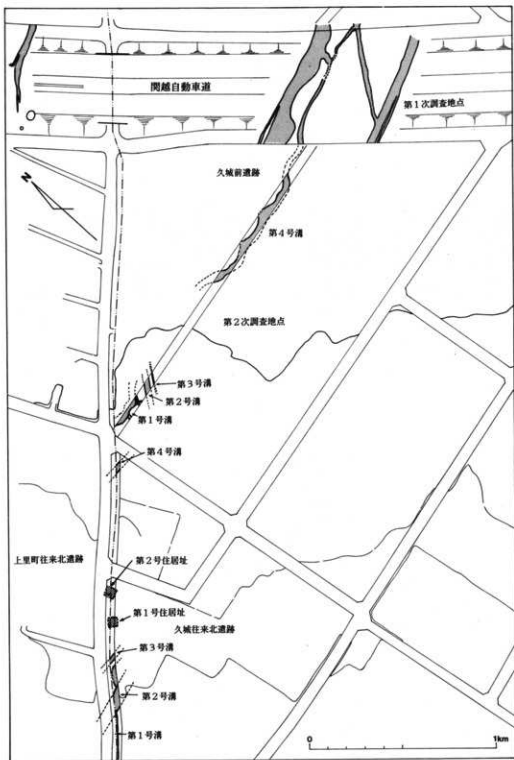 関越自動車道
第1次調査地点
久城前遺跡
N
第4号溝
第2次調査地点
第3号溝
第2号溝
第1号溝
第4号溝
第2号住居址
上里町往来北遺跡
第1号住居址
久城往来北遺跡
第3号溝
第2号溝
第1号溝
0 1km